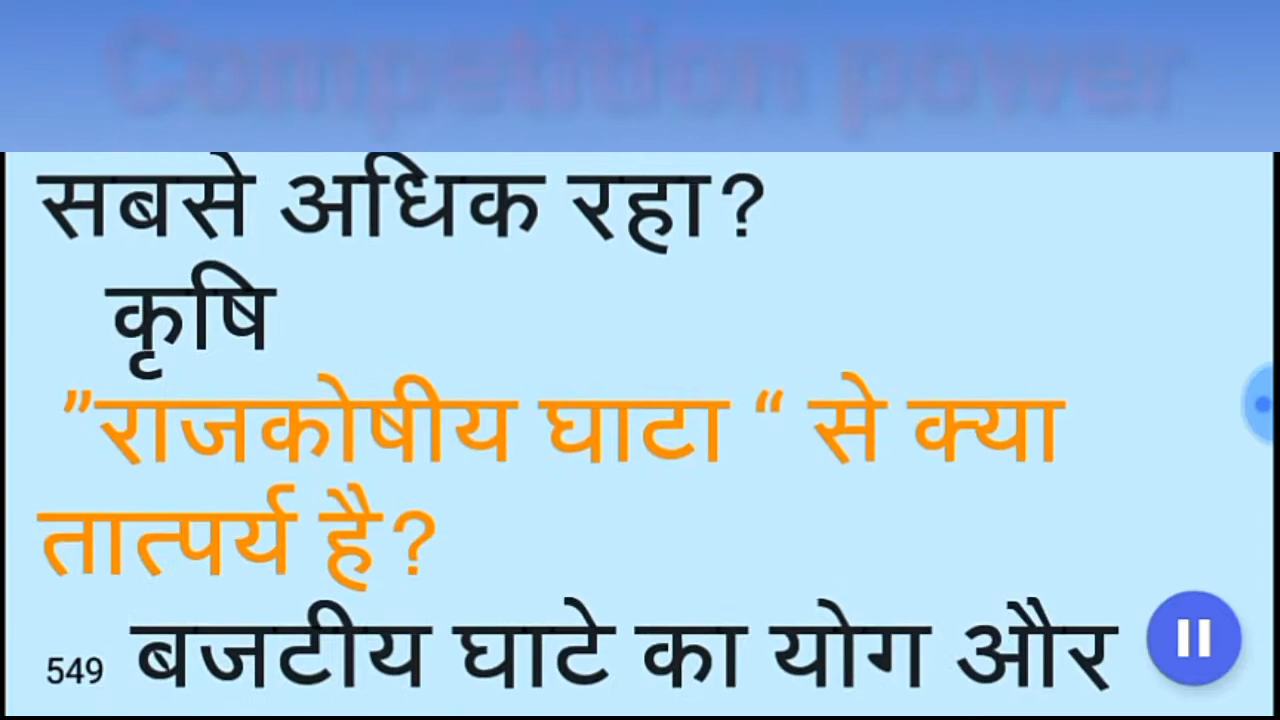 Competition power
सबसे अधिक रहा?
कृषि
”राजकोषीय घाटा “ से क्या
तात्पर्य है?
549 बजटीय घाटे का योग और